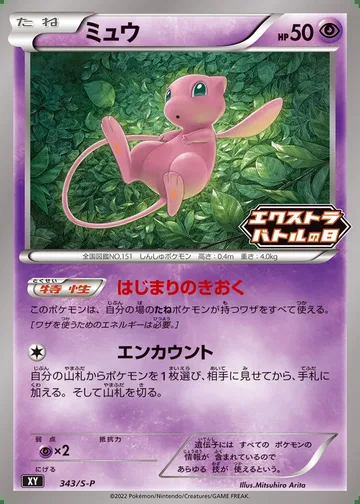 たね ミュウ HP50
エクストラ
バトルの日
全国図鑑NO.151 しんしゅポケモン 高さ:0.4m 重さ:4.0kg
特性 はじまりのきおく
このポケモンは、自分の場のたねポケモンが持つワザをすべて使える。
[ワザを使うためのエネルギーは必要。]
エンカウント
自分の山札からポケモンを1枚選び、相手に見せてから、手札に
加える。そして山札を切る。
弱点 抵抗力
×2
にげる
遺伝子には すべての ポケモンの
情報が 含まれているので
あらゆる 技が 使えるという。
XY 343/S-P
Illus.Mitsuhiro Arita
©2022 Pokémon/Nintendo/Creatures/GAME FREAK.